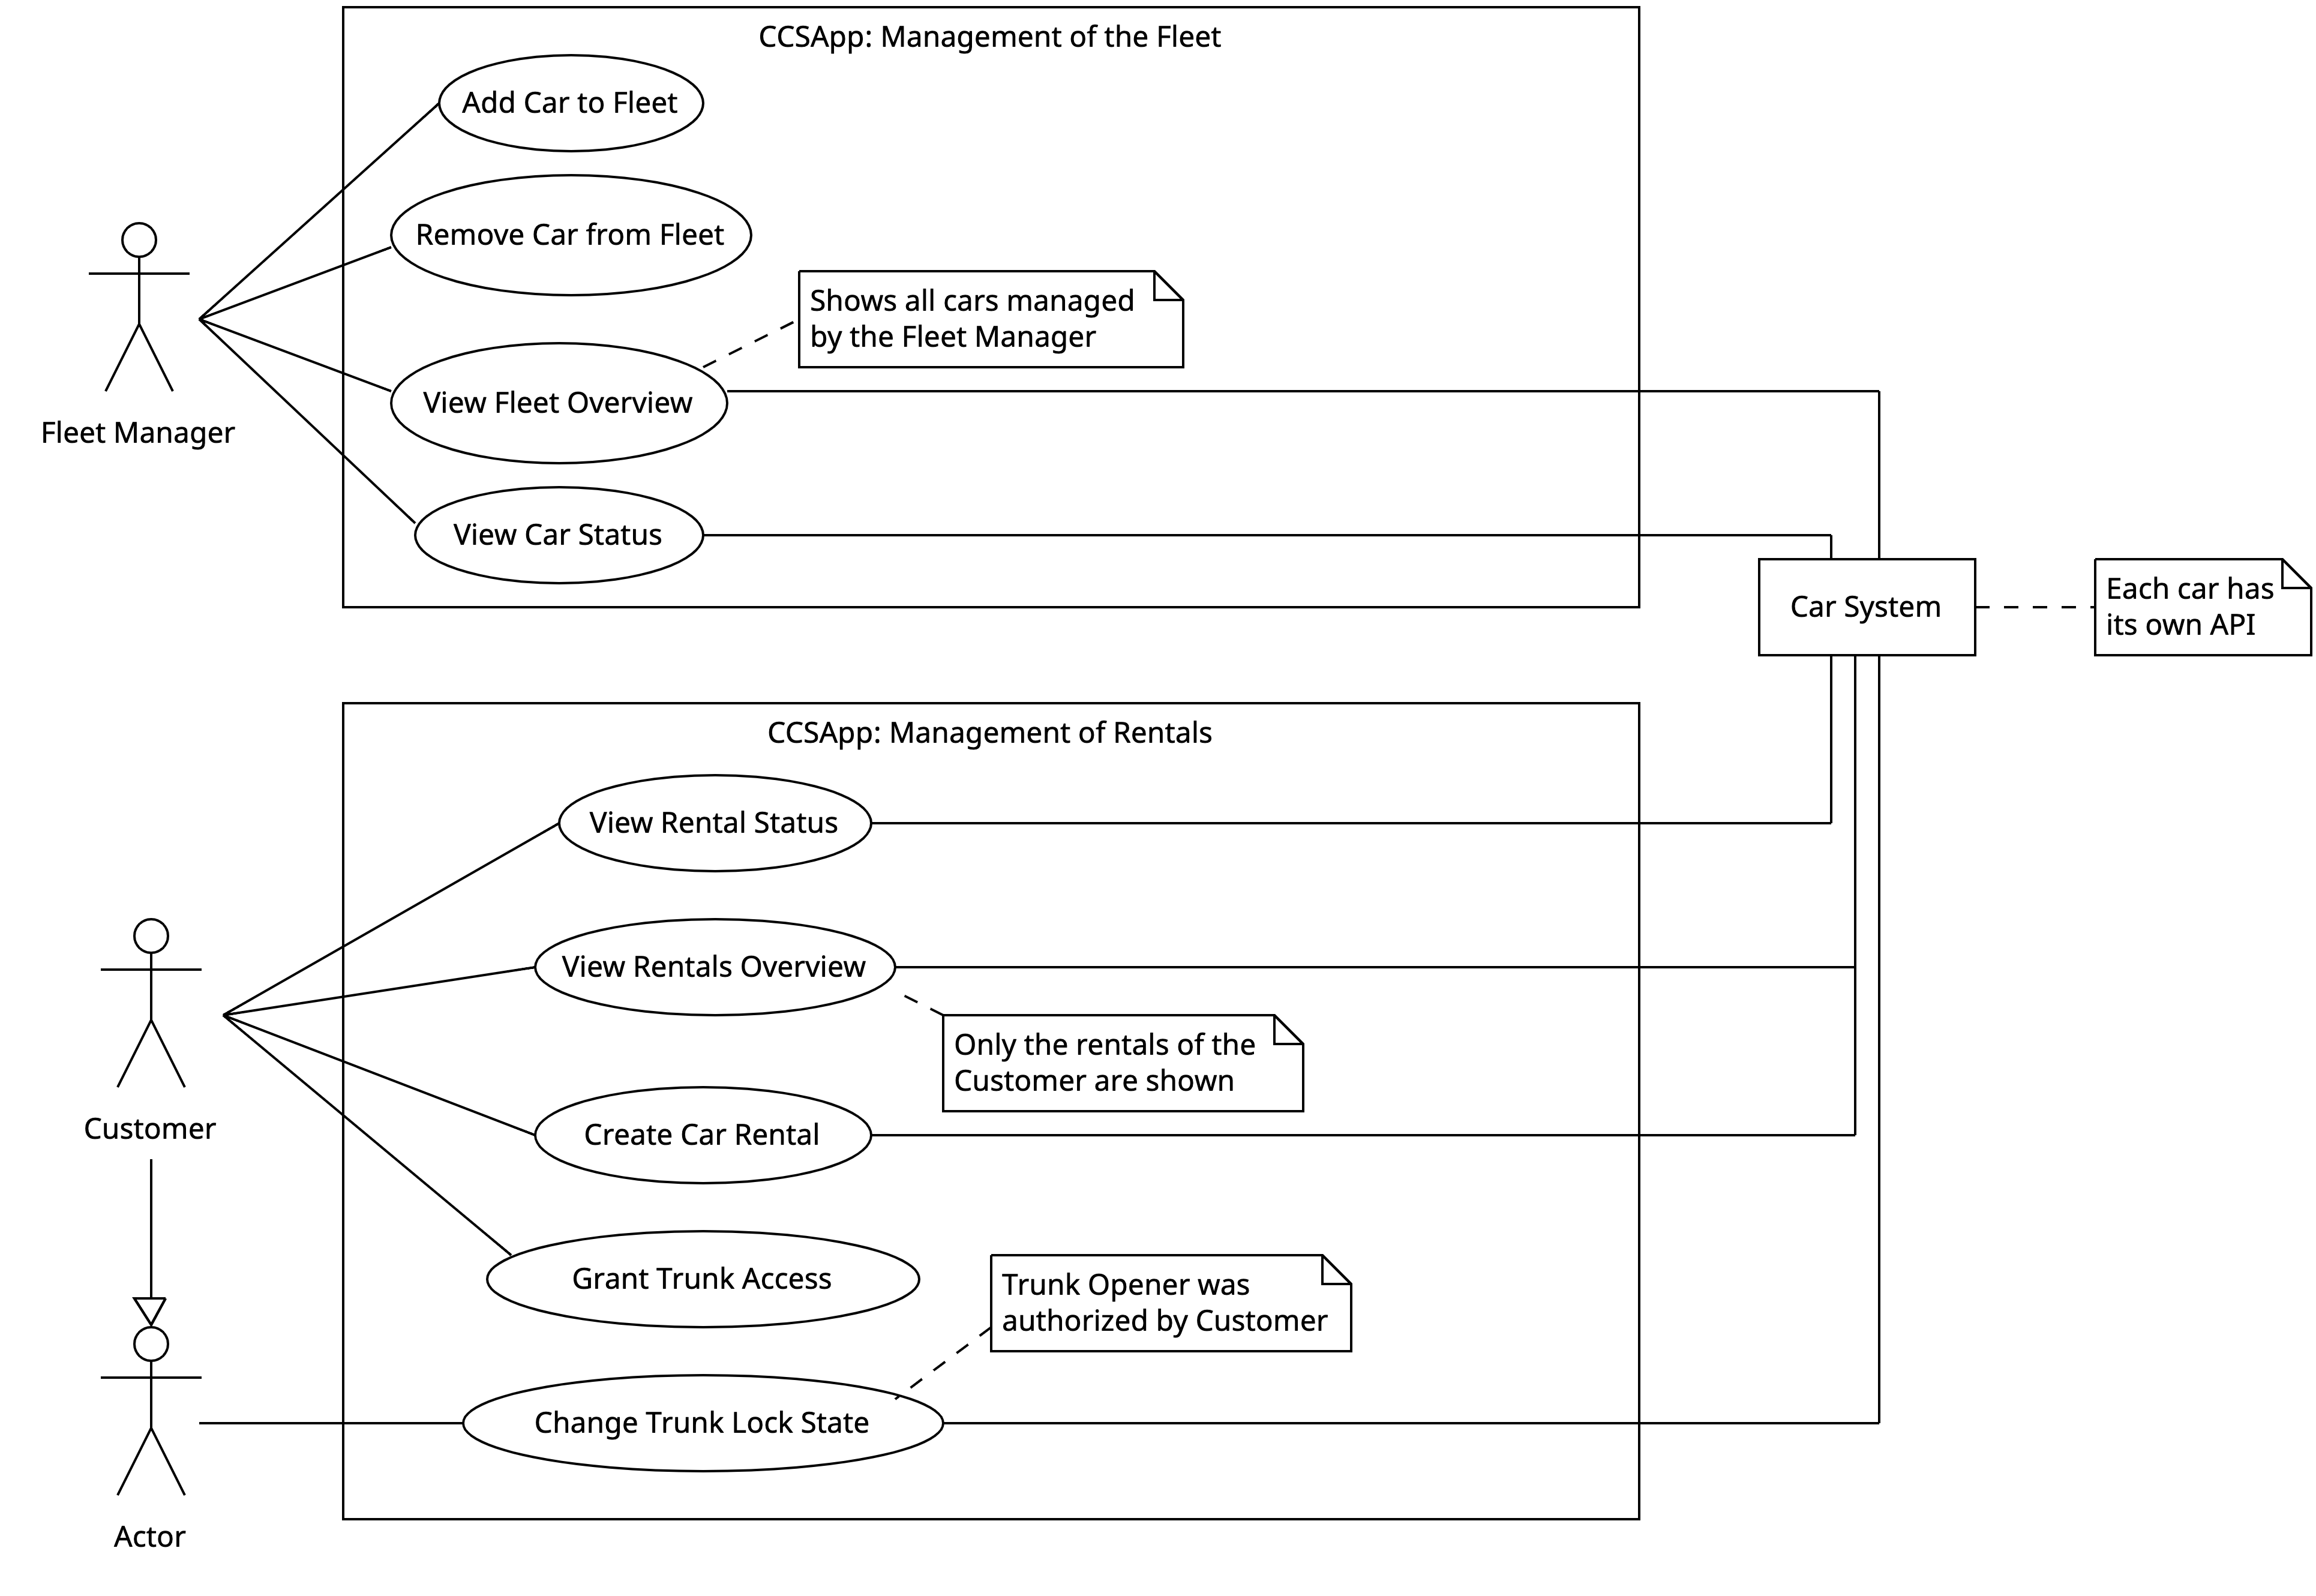 CCSApp: Management of the Fleet
Add Car to Fleet
Remove Car from Fleet
Shows all cars managed
by the Fleet Manager
View Fleet Overview
Fleet Manager
View Car Status
Car System
Each car has
its own API
CCSApp: Management of Rentals
View Rental Status
View Rentals Overview
Only the rentals of the
Customer are shown
Customer
Create Car Rental
Grant Trunk Access
Trunk Opener was
authorized by Customer
Change Trunk Lock State
Actor